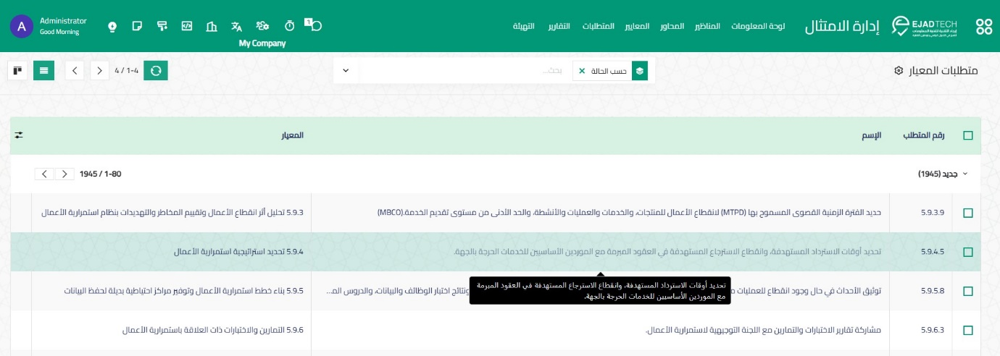 EJADTECH
إدارة الامتثال
لوحة المعلومات
المناظير
المحاور
المعايير
المتطلبات
التقارير
التهيئة
1
My Company
Administrator
Good Morning
A
متطلبات المعيار
حسب الحالة
بحث...
4 / 1-4
رقم المتطلب
الإسم
المعيار
جديد (1945)
1945 / 1-80
5.9.3.9
حديد الفترة الزمنية القصوى المسموح بها (MTPD) لانقطاع الأعمال للمنتجات، والخدمات والعمليات والأنشطة، والحد الأدنى من مستوى تقديم الخدمة.(MBCO)
5.9.3 تحليل أثر انقطاع الأعمال وتقييم المخاطر والتهديدات بنظام استمرارية الأعمال
5.9.4.5
تحديد أوقات الاسترداد المستهدفة، وانقطاع الاسترجاع المستهدفة في العقود المبرمة مع الموردين الأساسيين للخدمات الحرجة بالجهة.
5.9.4 تحديد استراتيجية استمرارية الأعمال
تحديد أوقات الاسترداد المستهدفة، وانقطاع الاسترجاع المستهدفة في العقود المبرمة
مع الموردين الأساسيين للخدمات الحرجة بالجهة.
5.9.5.8
توثيق الأحداث في حال وجود انقطاع للعمليات
ونتائج اختبار الوظائف والبيانات، والدروس الم...
5.9.5 بناء خطط استمرارية الأعمال وتوفير مراكز احتياطية بديلة لحفظ البيانات
5.9.6.3
مشاركة تقارير الاختبارات والتمارين مع اللجنة التوجيهية لاستمرارية الأعمال.
5.9.6 التمارين والاختبارات ذات العلاقة باستمرارية الأعمال